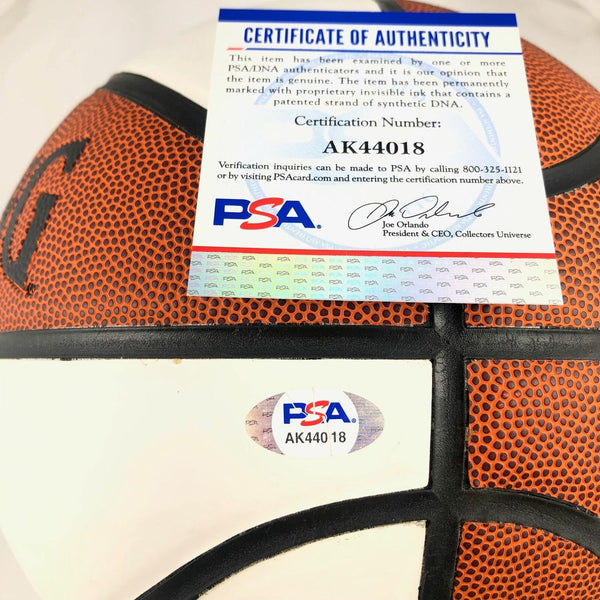 CERTIFICATE OF AUTHENTICITY
This item has been examined by one or more
PSA/DNA authenticators and it is our opinion that
the item is genuine. The item has been permanently
marked with proprietary invisible ink that contains a
patented strand of synthetic DNA.
Certification Number:
AK44018
Verification inquiries can be made to PSA by calling 800-325-1121
or by visiting PSAcard.com and entering the certification number above.
PSA.
Joe Orlando
President & CEO, Collectors Universe
G
PSA.
AK44018